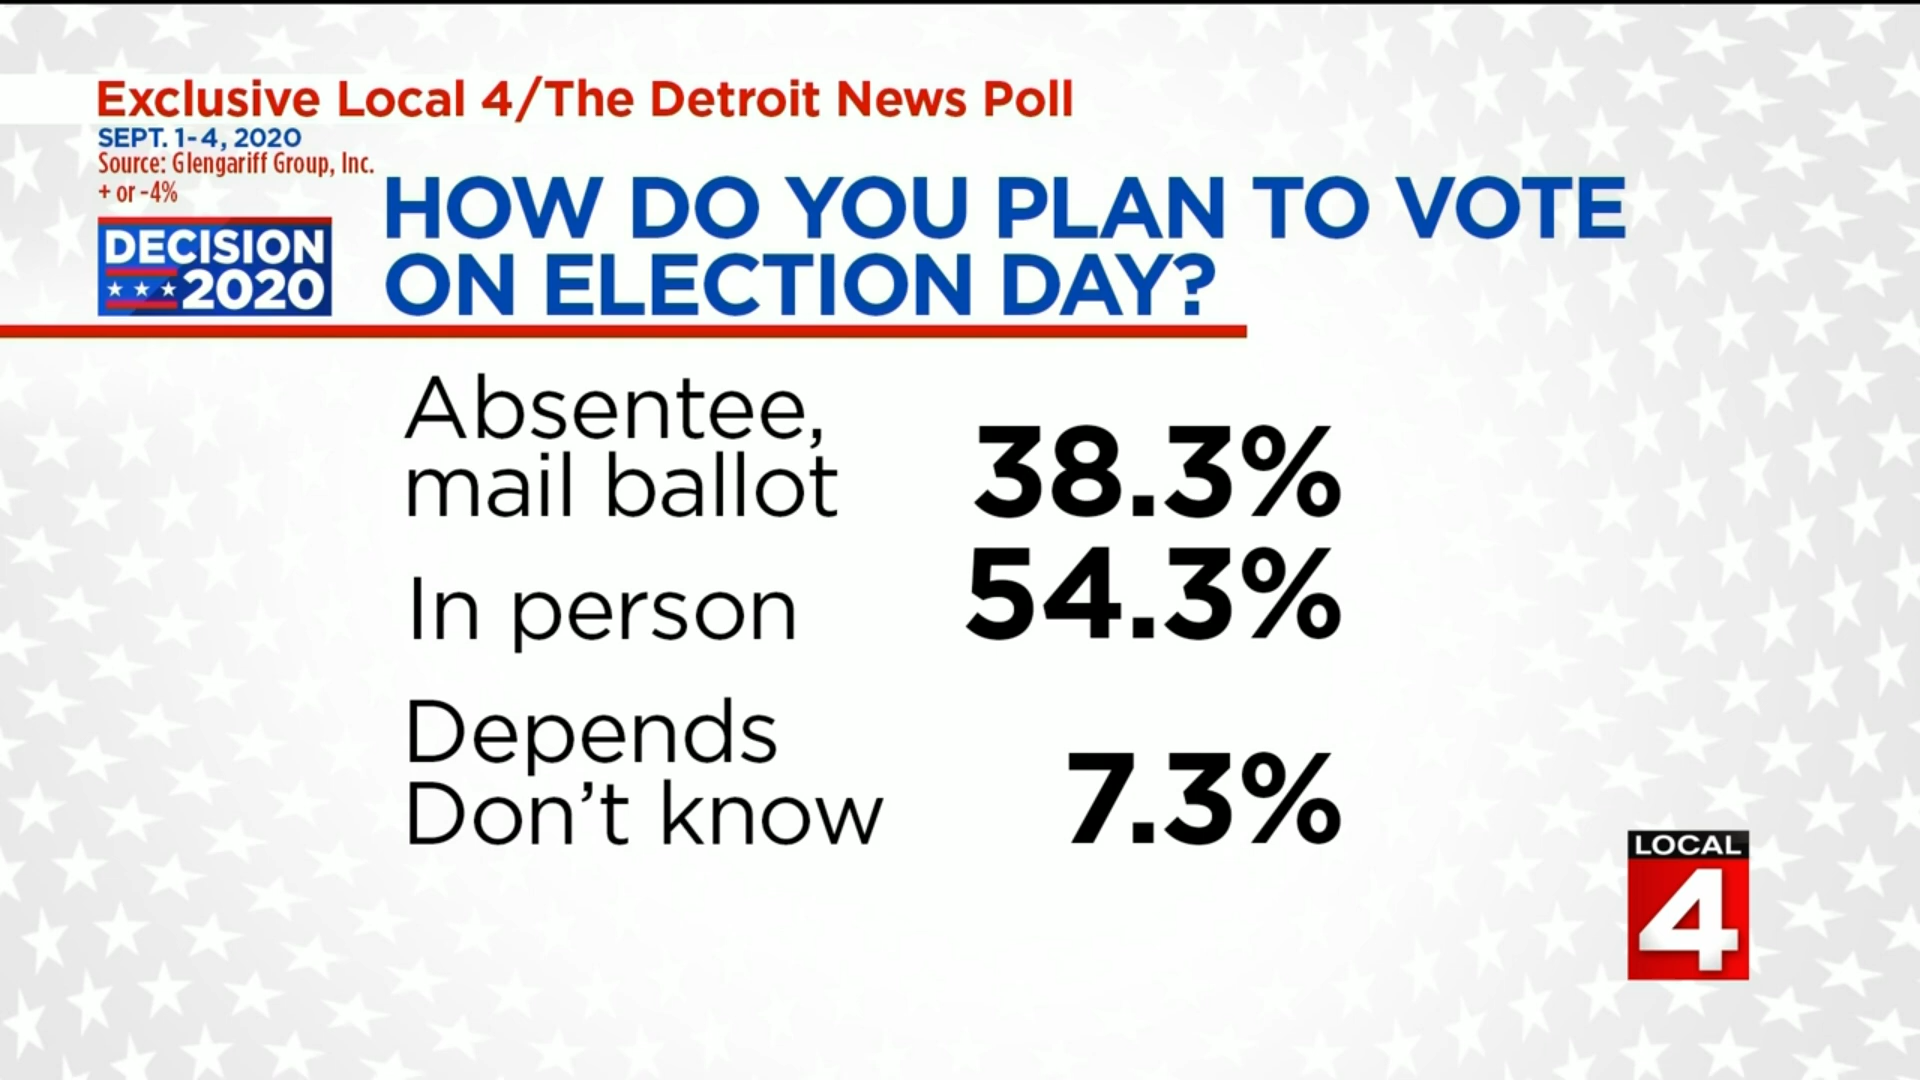 Exclusive Local 4/The Detroit News Poll
SEPT. 1-4, 2020
Source: Glengariff Group, Inc.
+ or -4%
DECISION
2020
HOW DO YOU PLAN TO VOTE
ON ELECTION DAY?
Absentee,
mail ballot 38.3%
In person 54.3%
Depends
Don't know 7.3%
LOCAL
4